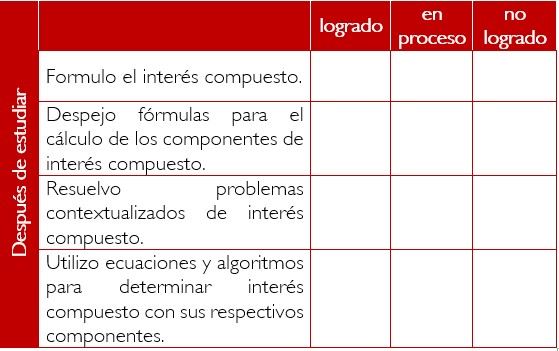 logrado
en
proceso
no
logrado
Después de estudiar
Formulo el interés compuesto.
Despejo fórmulas para el
cálculo de los componentes de
interés compuesto.
Resuelvo problemas
contextualizados de interés
compuesto.
Utilizo ecuaciones y algoritmos
para determinar interés
compuesto con sus respectivos
componentes.